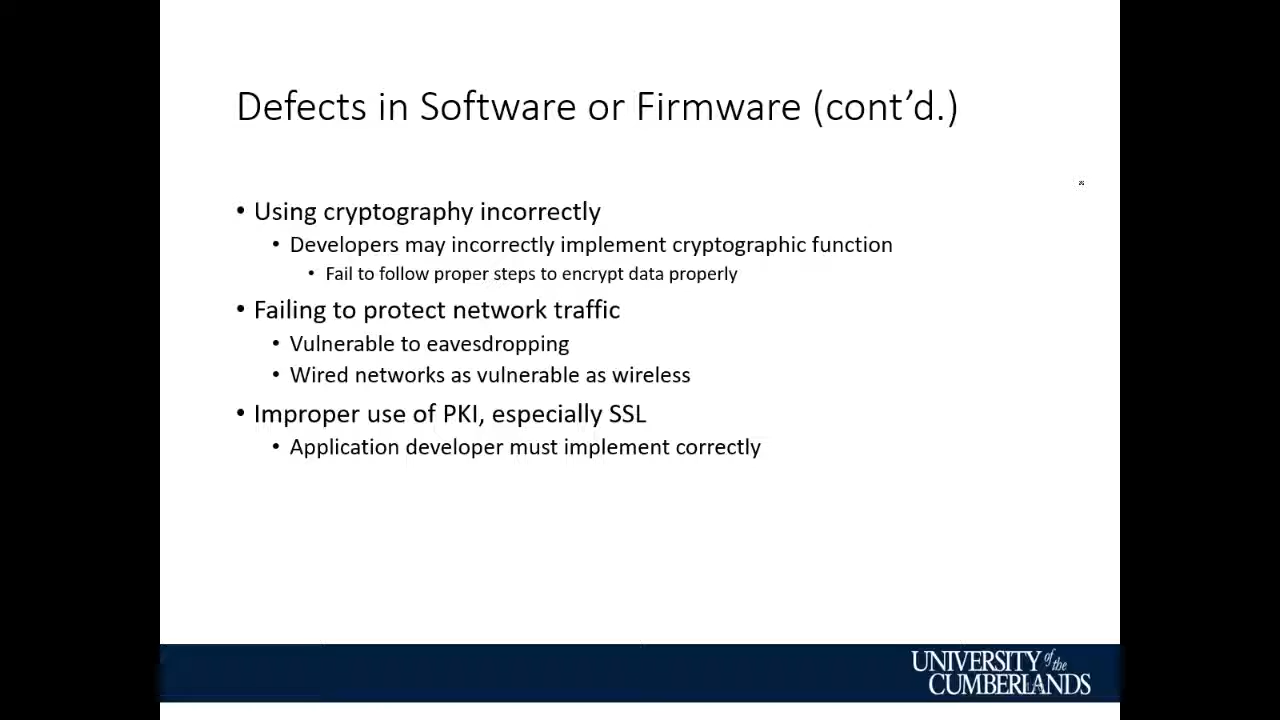 Defects in Software or Firmware (cont’d.)
• Using cryptography incorrectly
• Developers may incorrectly implement cryptographic function
• Fail to follow proper steps to encrypt data properly
• Failing to protect network traffic
• Vulnerable to eavesdropping
• Wired networks as vulnerable as wireless
• Improper use of PKI, especially SSL
• Application developer must implement correctly
UNIVERSITY of the
CUMBERLANDS